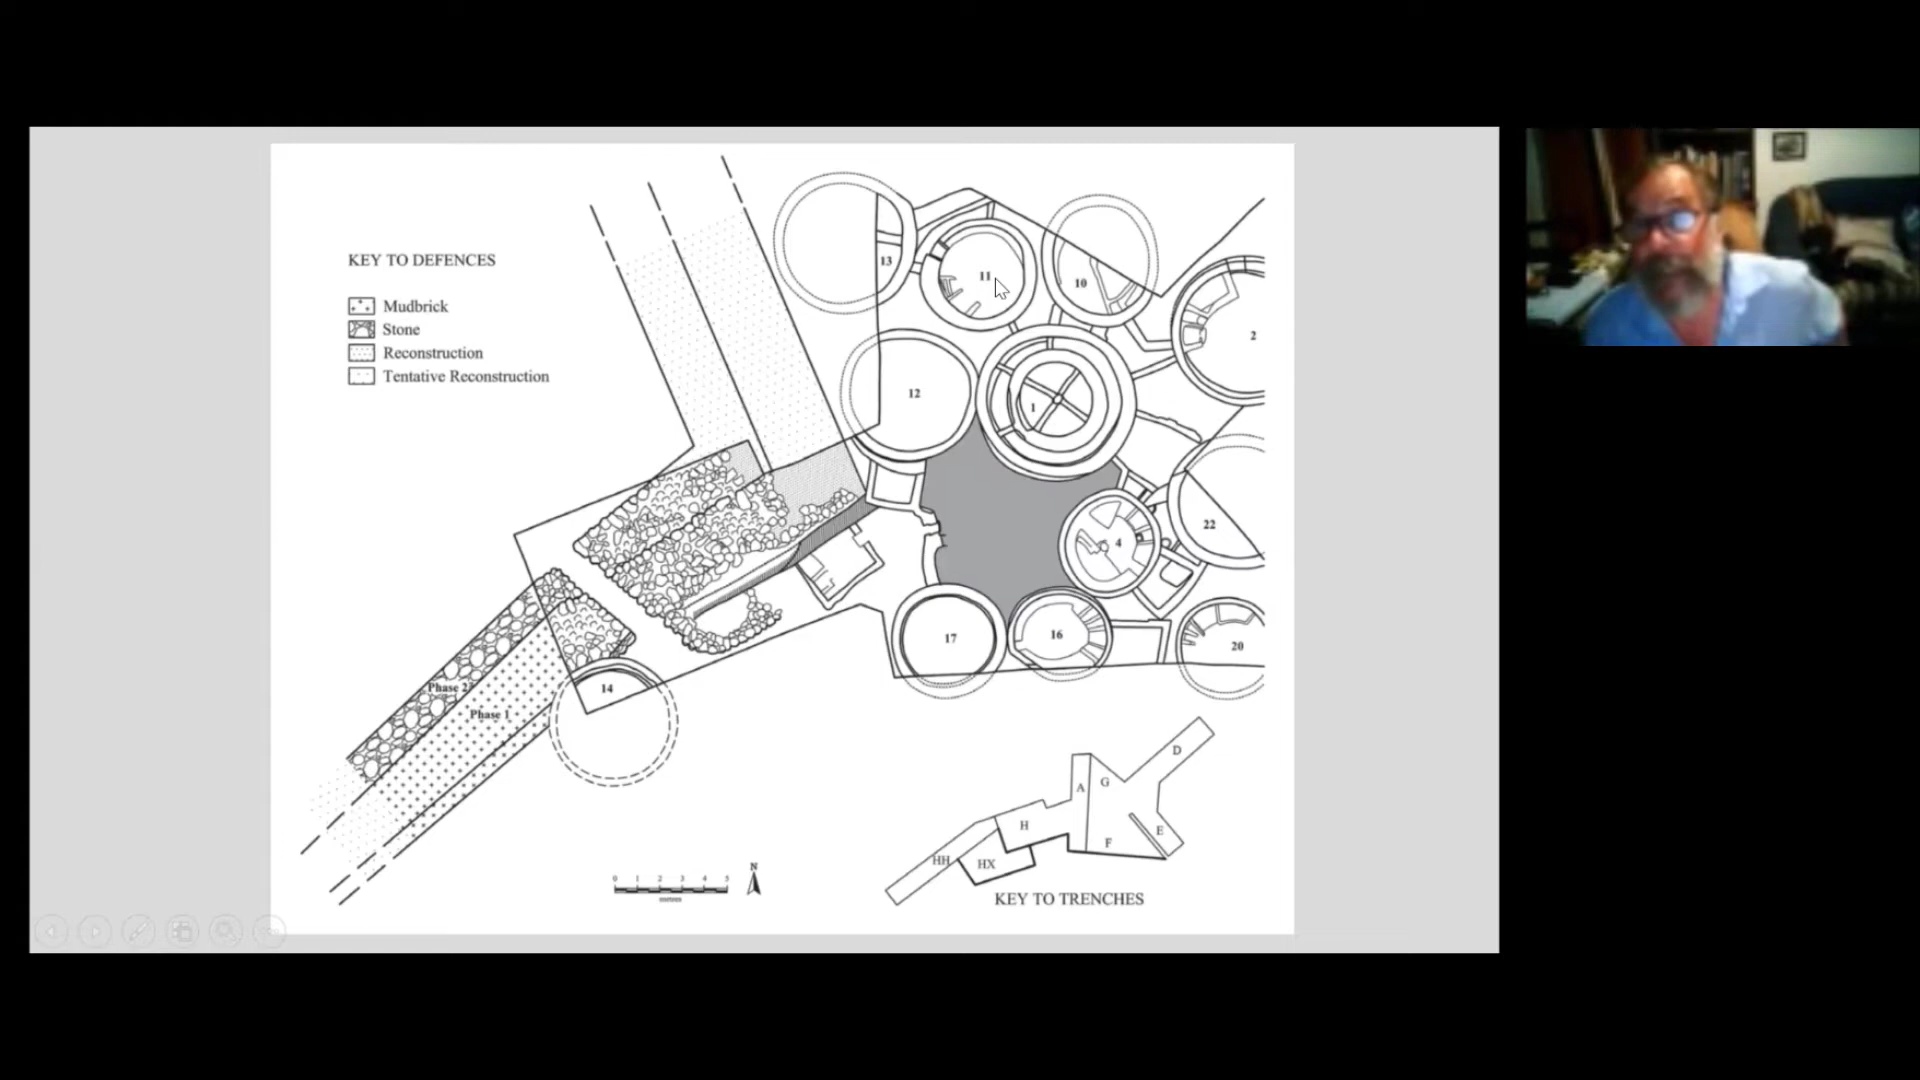 KEY TO DEFENCES
Mudbrick
Stone
Reconstruction
Tentative Reconstruction
13
11
10
2
12
1
22
4
17
16
20
14
Phase 2
Phase 1
0 1 2 3 4 5
metres
N
D
A
G
H
E
F
HH
HX
KEY TO TRENCHES